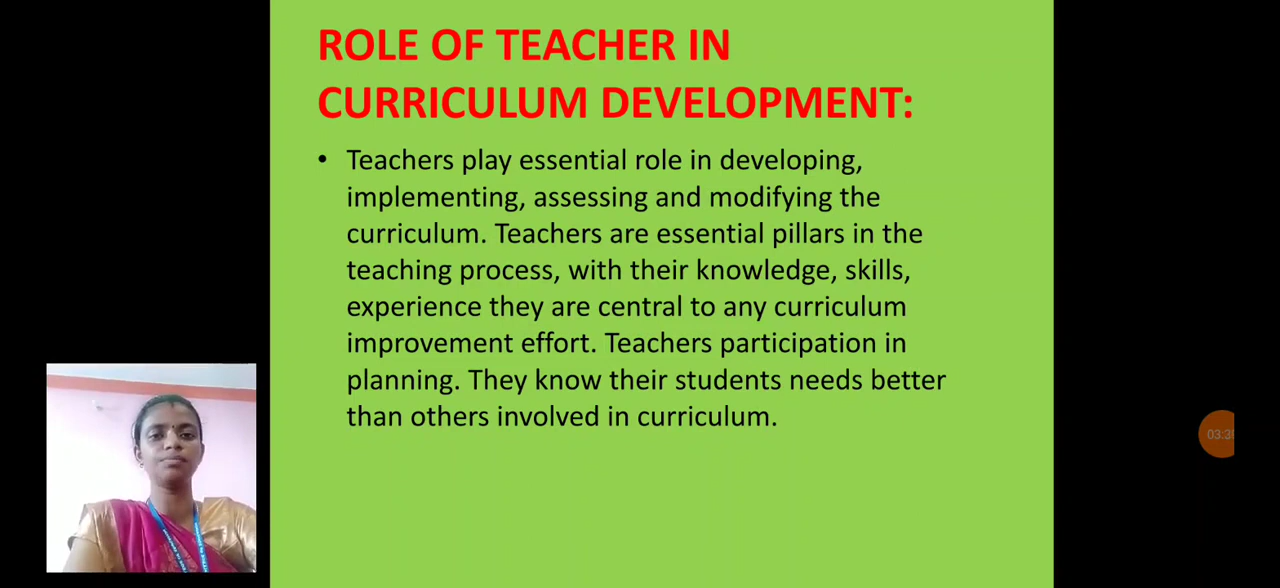 ROLE OF TEACHER IN
CURRICULUM DEVELOPMENT:
• Teachers play essential role in developing,
implementing, assessing and modifying the
curriculum. Teachers are essential pillars in the
teaching process, with their knowledge, skills,
experience they are central to any curriculum
improvement effort. Teachers participation in
planning. They know their students needs better
than others involved in curriculum.